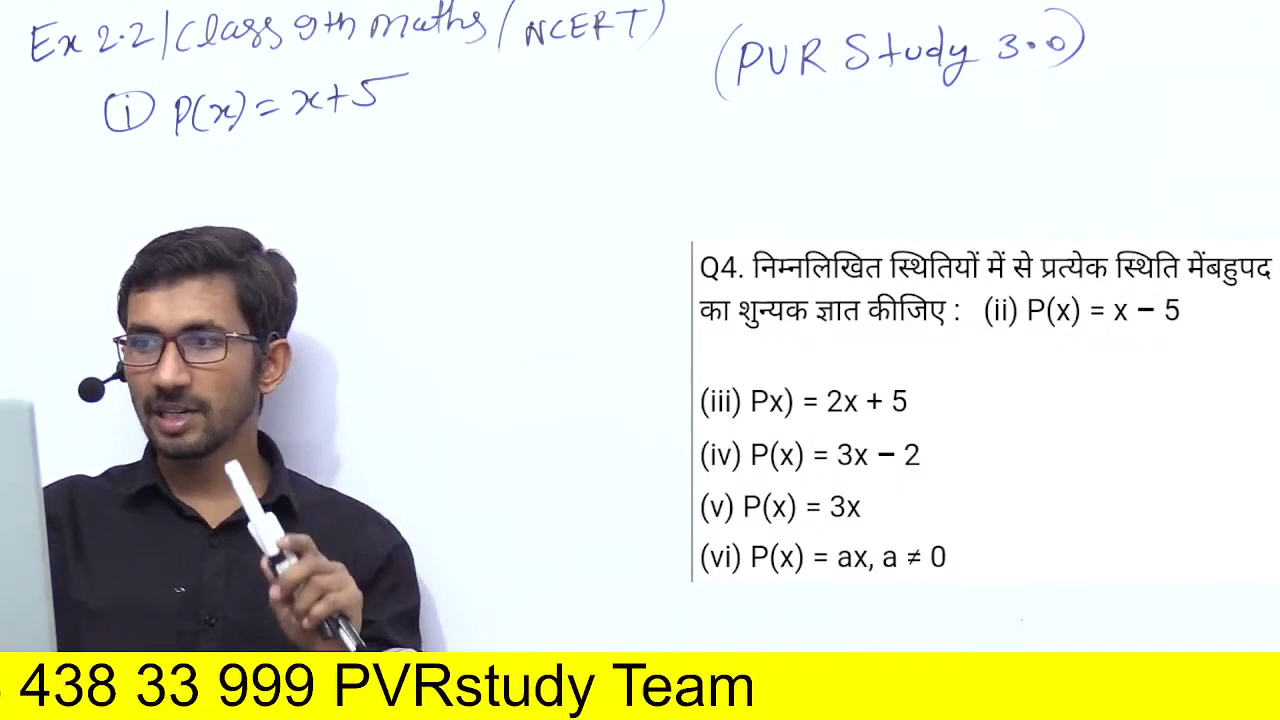 Ex 2.2/Class 9th Maths/(NCERT)
(PVR Study 3.0)
(i) P(x) = x+5
Q4. निम्नलिखित स्थितियों में से प्रत्येक स्थिति मेंबहुपद
का शुन्यक ज्ञात कीजिए : (ii) P(x) = x – 5
(iii) Px) = 2x + 5
(iv) P(x) = 3x – 2
(v) P(x) = 3x
(vi) P(x) = ax, a ≠ 0
438 33 999 PVRstudy Team